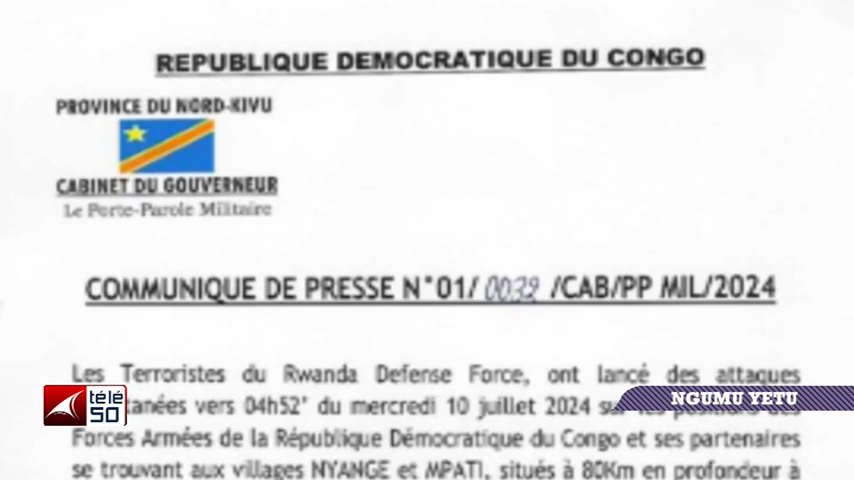 REPUBLIQUE DEMOCRATIQUE DU CONGO
PROVINCE DU NORD-KIVU
CABINET DU GOUVERNEUR
Le Porte-Parole Militaire
COMMUNIQUE DE PRESSE N°01/ 0039 /CAB/PP MIL/2024
Les Terroristes du Rwanda Defense Force, ont lancé des attaques
vers 04h52' du mercredi 10 juillet 2024
Forces Armées de la République Démocratique du Congo et ses partenaires
se trouvant aux villages NYANGE et MPATI, situés à 80Km en profondeur à
télé 50
NGUMU YETU